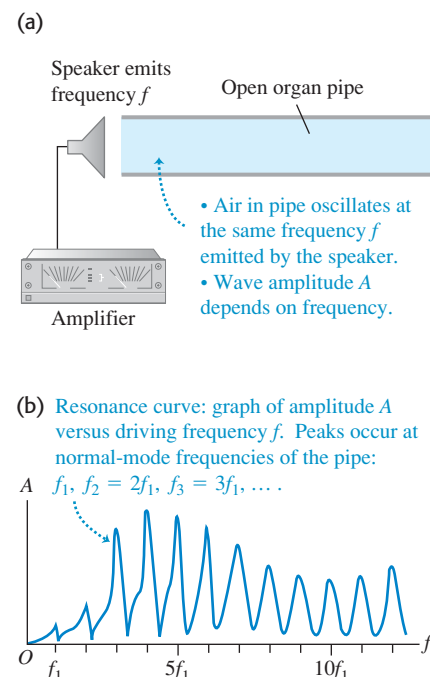 (a)
Speaker emits
frequency f
Open organ pipe
• Air in pipe oscillates at
the same frequency f
emitted by the speaker.
• Wave amplitude A
depends on frequency.
Amplifier
(b) Resonance curve: graph of amplitude A
versus driving frequency f. Peaks occur at
normal-mode frequencies of the pipe:
f₁, f₂ = 2f₁, f₃ = 3f₁, … .
A
O
f₁
5f₁
10f₁
f